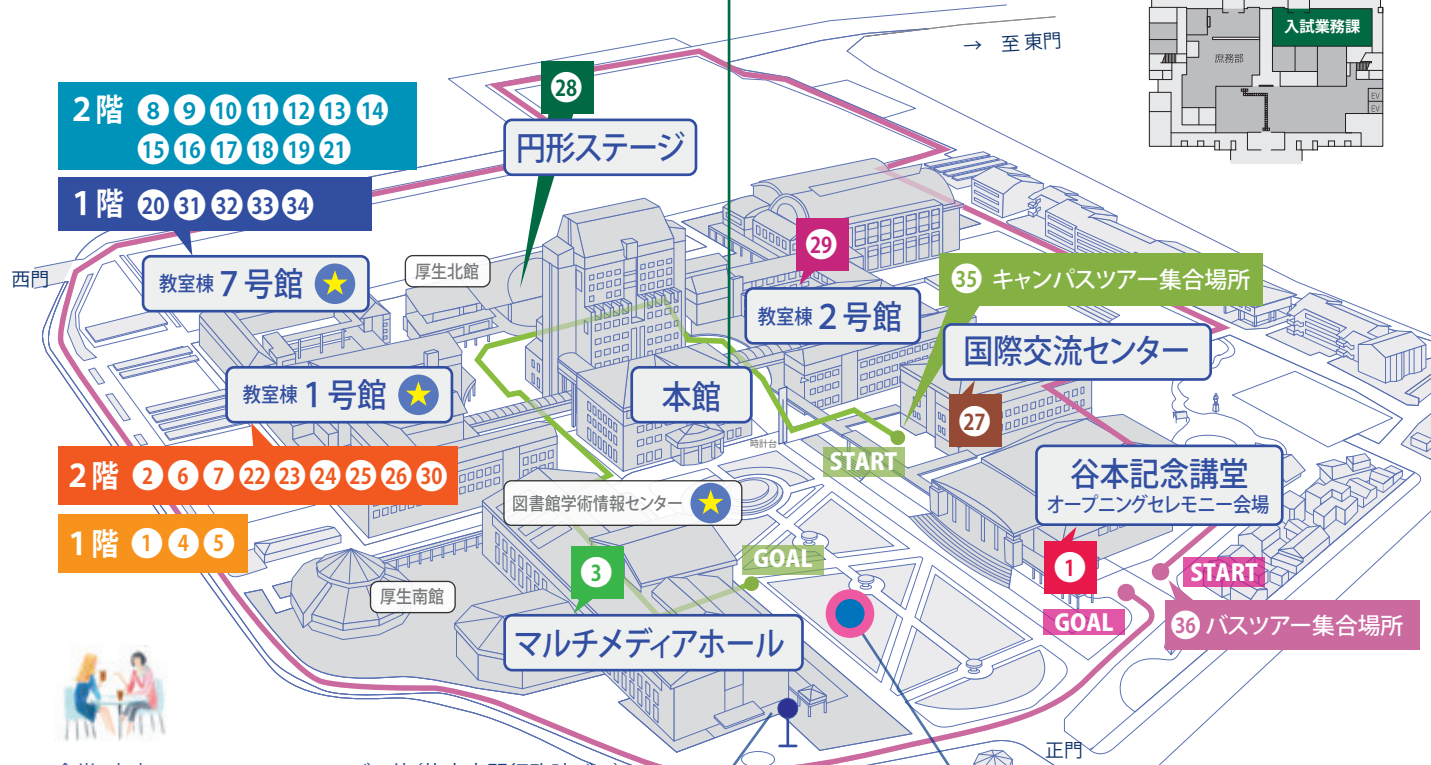 → 至 東門
入試業務課
庶務部
EV
EV
28
円形ステージ
2階 8 9 10 11 12 13 14
15 16 17 18 19 21
1階 20 31 32 33 34
西門
教室棟 7号館
厚生北館
29
教室棟 2号館
35 キャンパスツアー集合場所
国際交流センター
27
教室棟 1号館
本館
時計台
START
2階 2 6 7 22 23 24 25 26 30
1階 1 4 5
図書館学術情報センター
谷本記念講堂
オープニングセレモニー会場
1
3
GOAL
START
GOAL
36 バスツアー集合場所
厚生南館
マルチメディアホール
正門